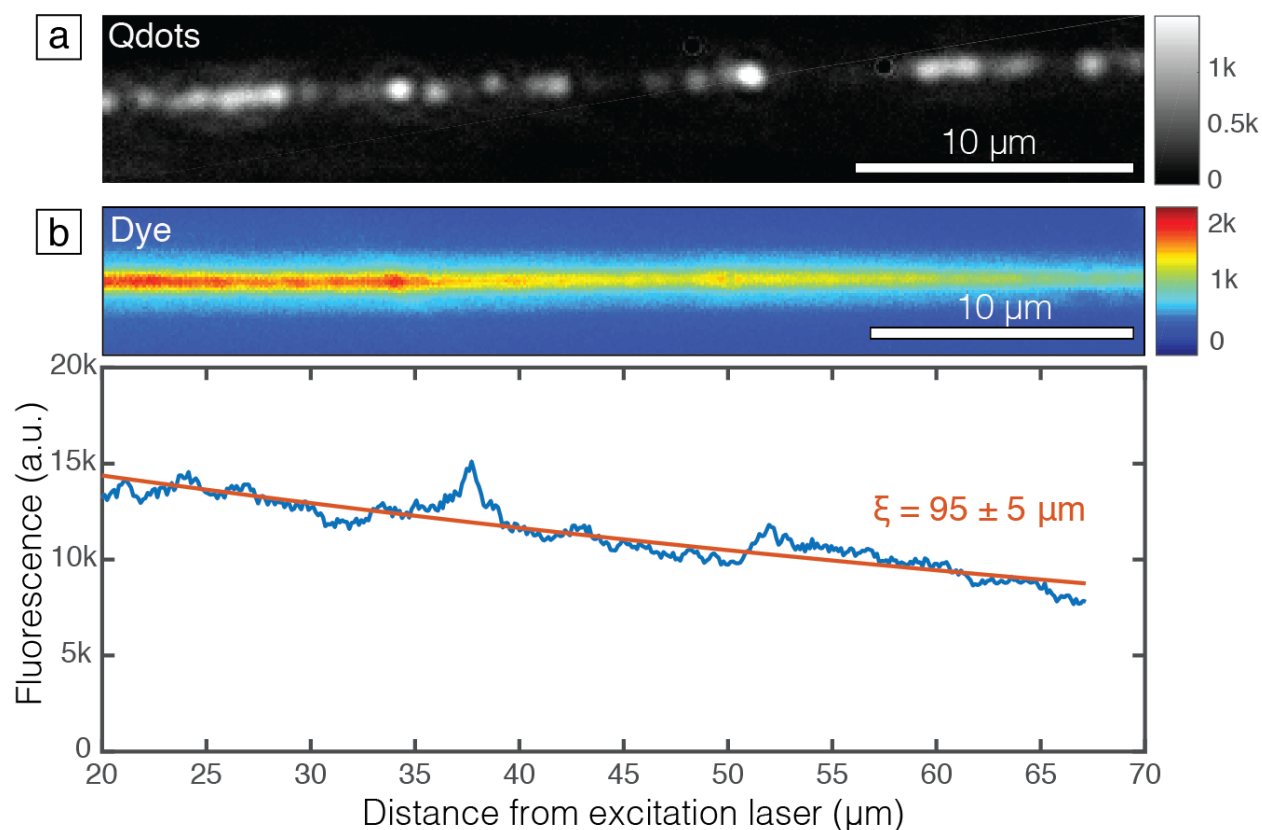 a
Qdots
1k
0.5k
0
10 µm
b
Dye
2k
1k
0
10 µm
20k
15k
10k
5k
0
Fluorescence (a.u.)
ξ = 95 ± 5 µm
20 25 30 35 40 45 50 55 60 65 70
Distance from excitation laser (µm)